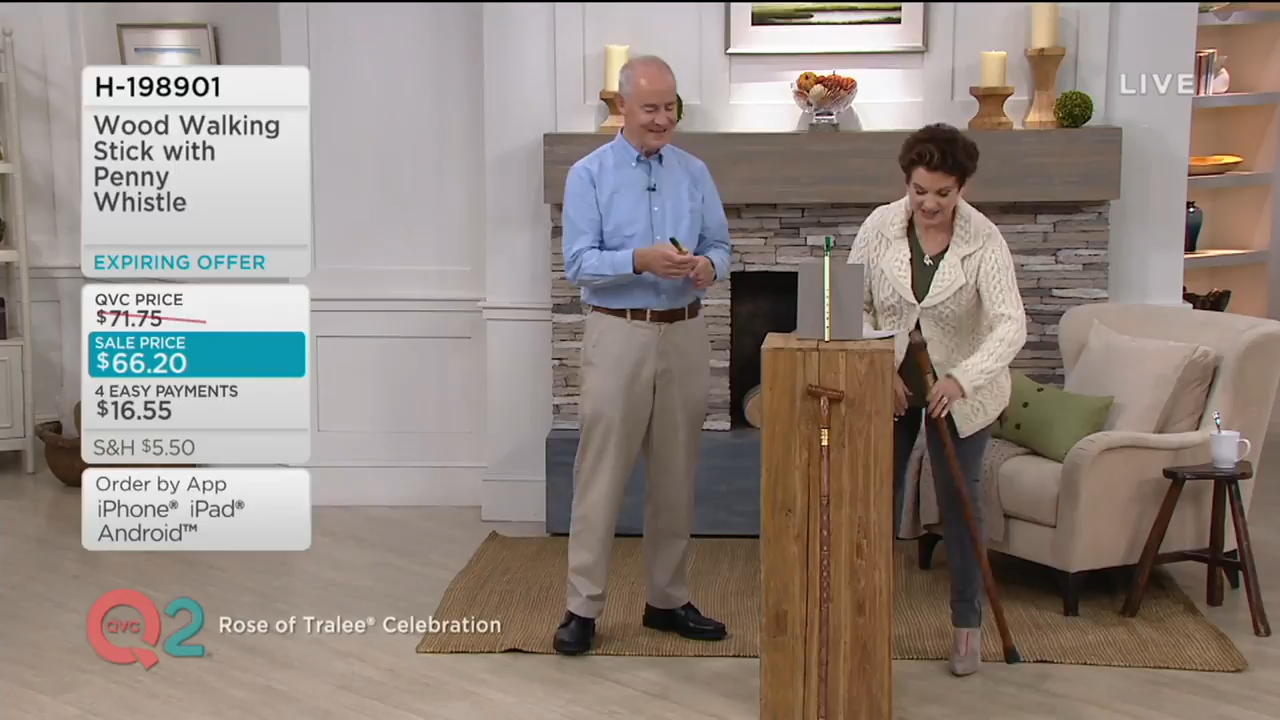 H-198901
Wood Walking
Stick with
Penny
Whistle
EXPIRING OFFER
QVC PRICE
$71.75
SALE PRICE
$66.20
4 EASY PAYMENTS
$16.55
S&H $5.50
Order by App
iPhone® iPad®
Android™
QVC 2
Rose of Tralee® Celebration
LIVE